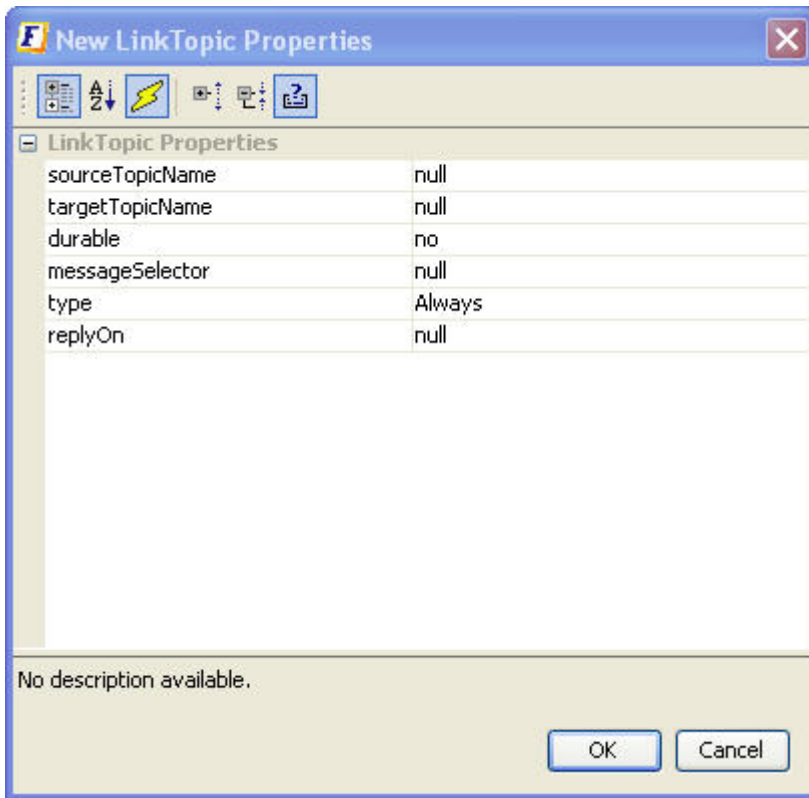 New LinkTopic Properties
LinkTopic Properties
sourceTopicName null
targetTopicName null
durable no
messageSelector null
type Always
replyOn null
No description available.
OK Cancel